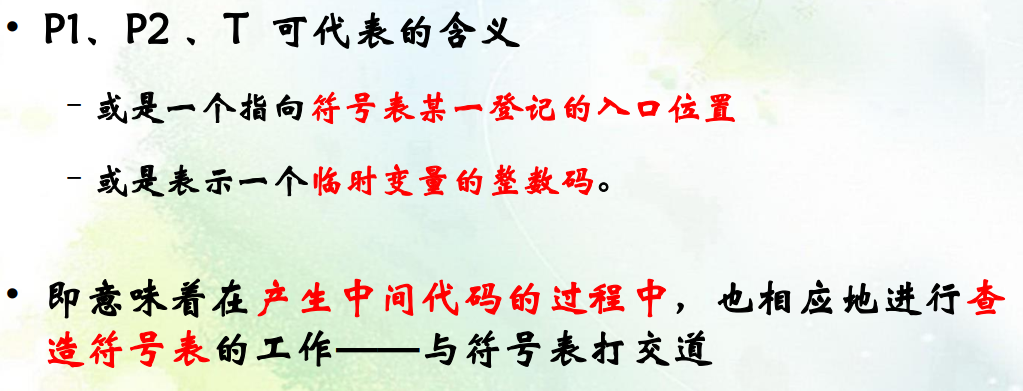 • P1、P2 、T 可代表的含义
– 或是一个指向符号表某一登记的入口位置
– 或是表示一个临时变量的整数码。
• 即意味着在产生中间代码的过程中，也相应地进行查
造符号表的工作——与符号表打交道